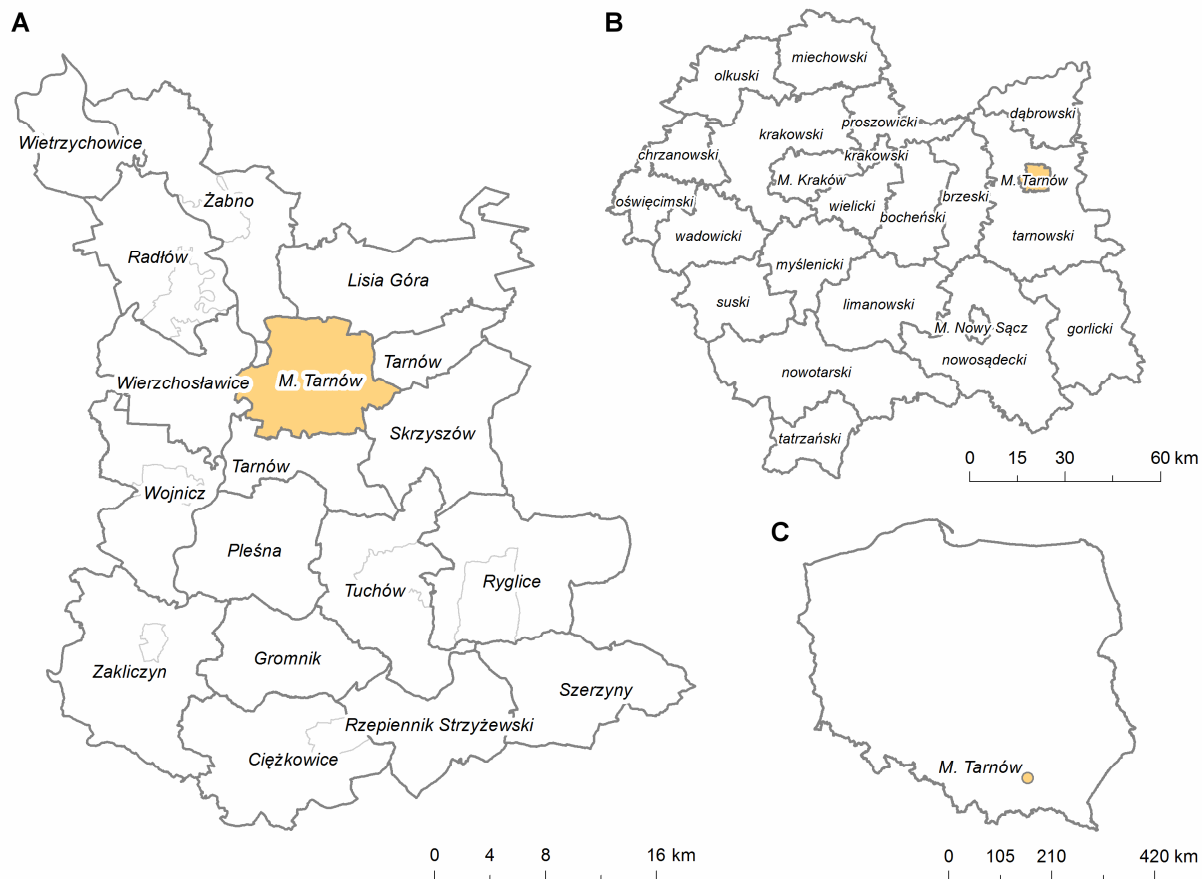 A
Wietrzychowice
Żabno
Radłów
Lisia Góra
Tarnów
M. Tarnów
Wierzchosławice
Skrzyszów
Tarnów
Wojnicz
Pleśna
Tuchów
Ryglice
Gromnik
Zakliczyn
Szerzyny
Rzepiennik Strzyżewski
Ciężkowice
0 4 8 16 km
B
miechowski
olkuski
dąbrowski
proszowicki
krakowski
chrzanowski
krakowski
M. Kraków
M. Tarnów
brzeski
oświęcimski
wielicki
bocheński
wadowicki
tarnowski
myślenicki
suski
limanowski
M. Nowy Sącz
gorlicki
nowosądecki
nowotarski
tatrzański
0 15 30 60 km
C
M. Tarnów
0 105 210 420 km